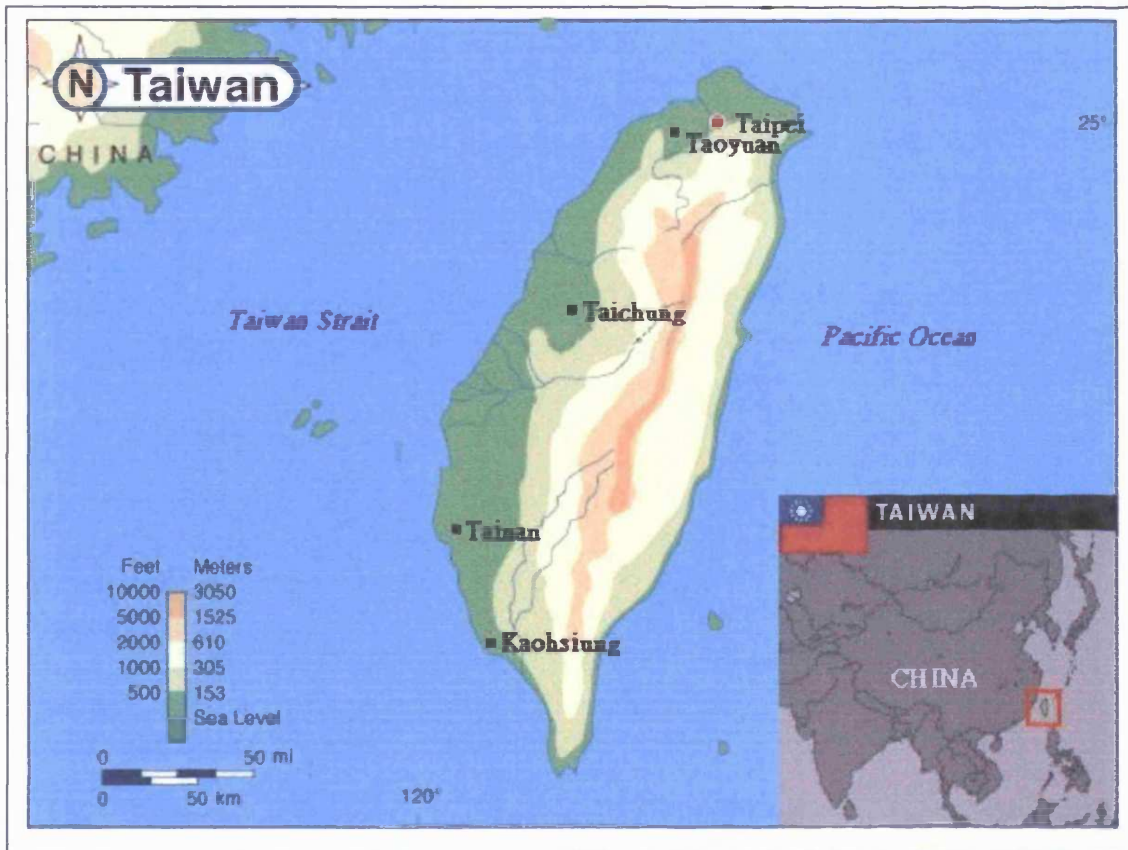 N Taiwan
CHINA
Taipei
Taoyuan
25°
Taichung
Taiwan Strait
Pacific Ocean
Tainan
Kaohsiung
Feet Meters
10000 3050
5000 1525
2000 610
1000 305
500 153
Sea Level
0 50 mi
0 50 km
120°
TAIWAN
CHINA